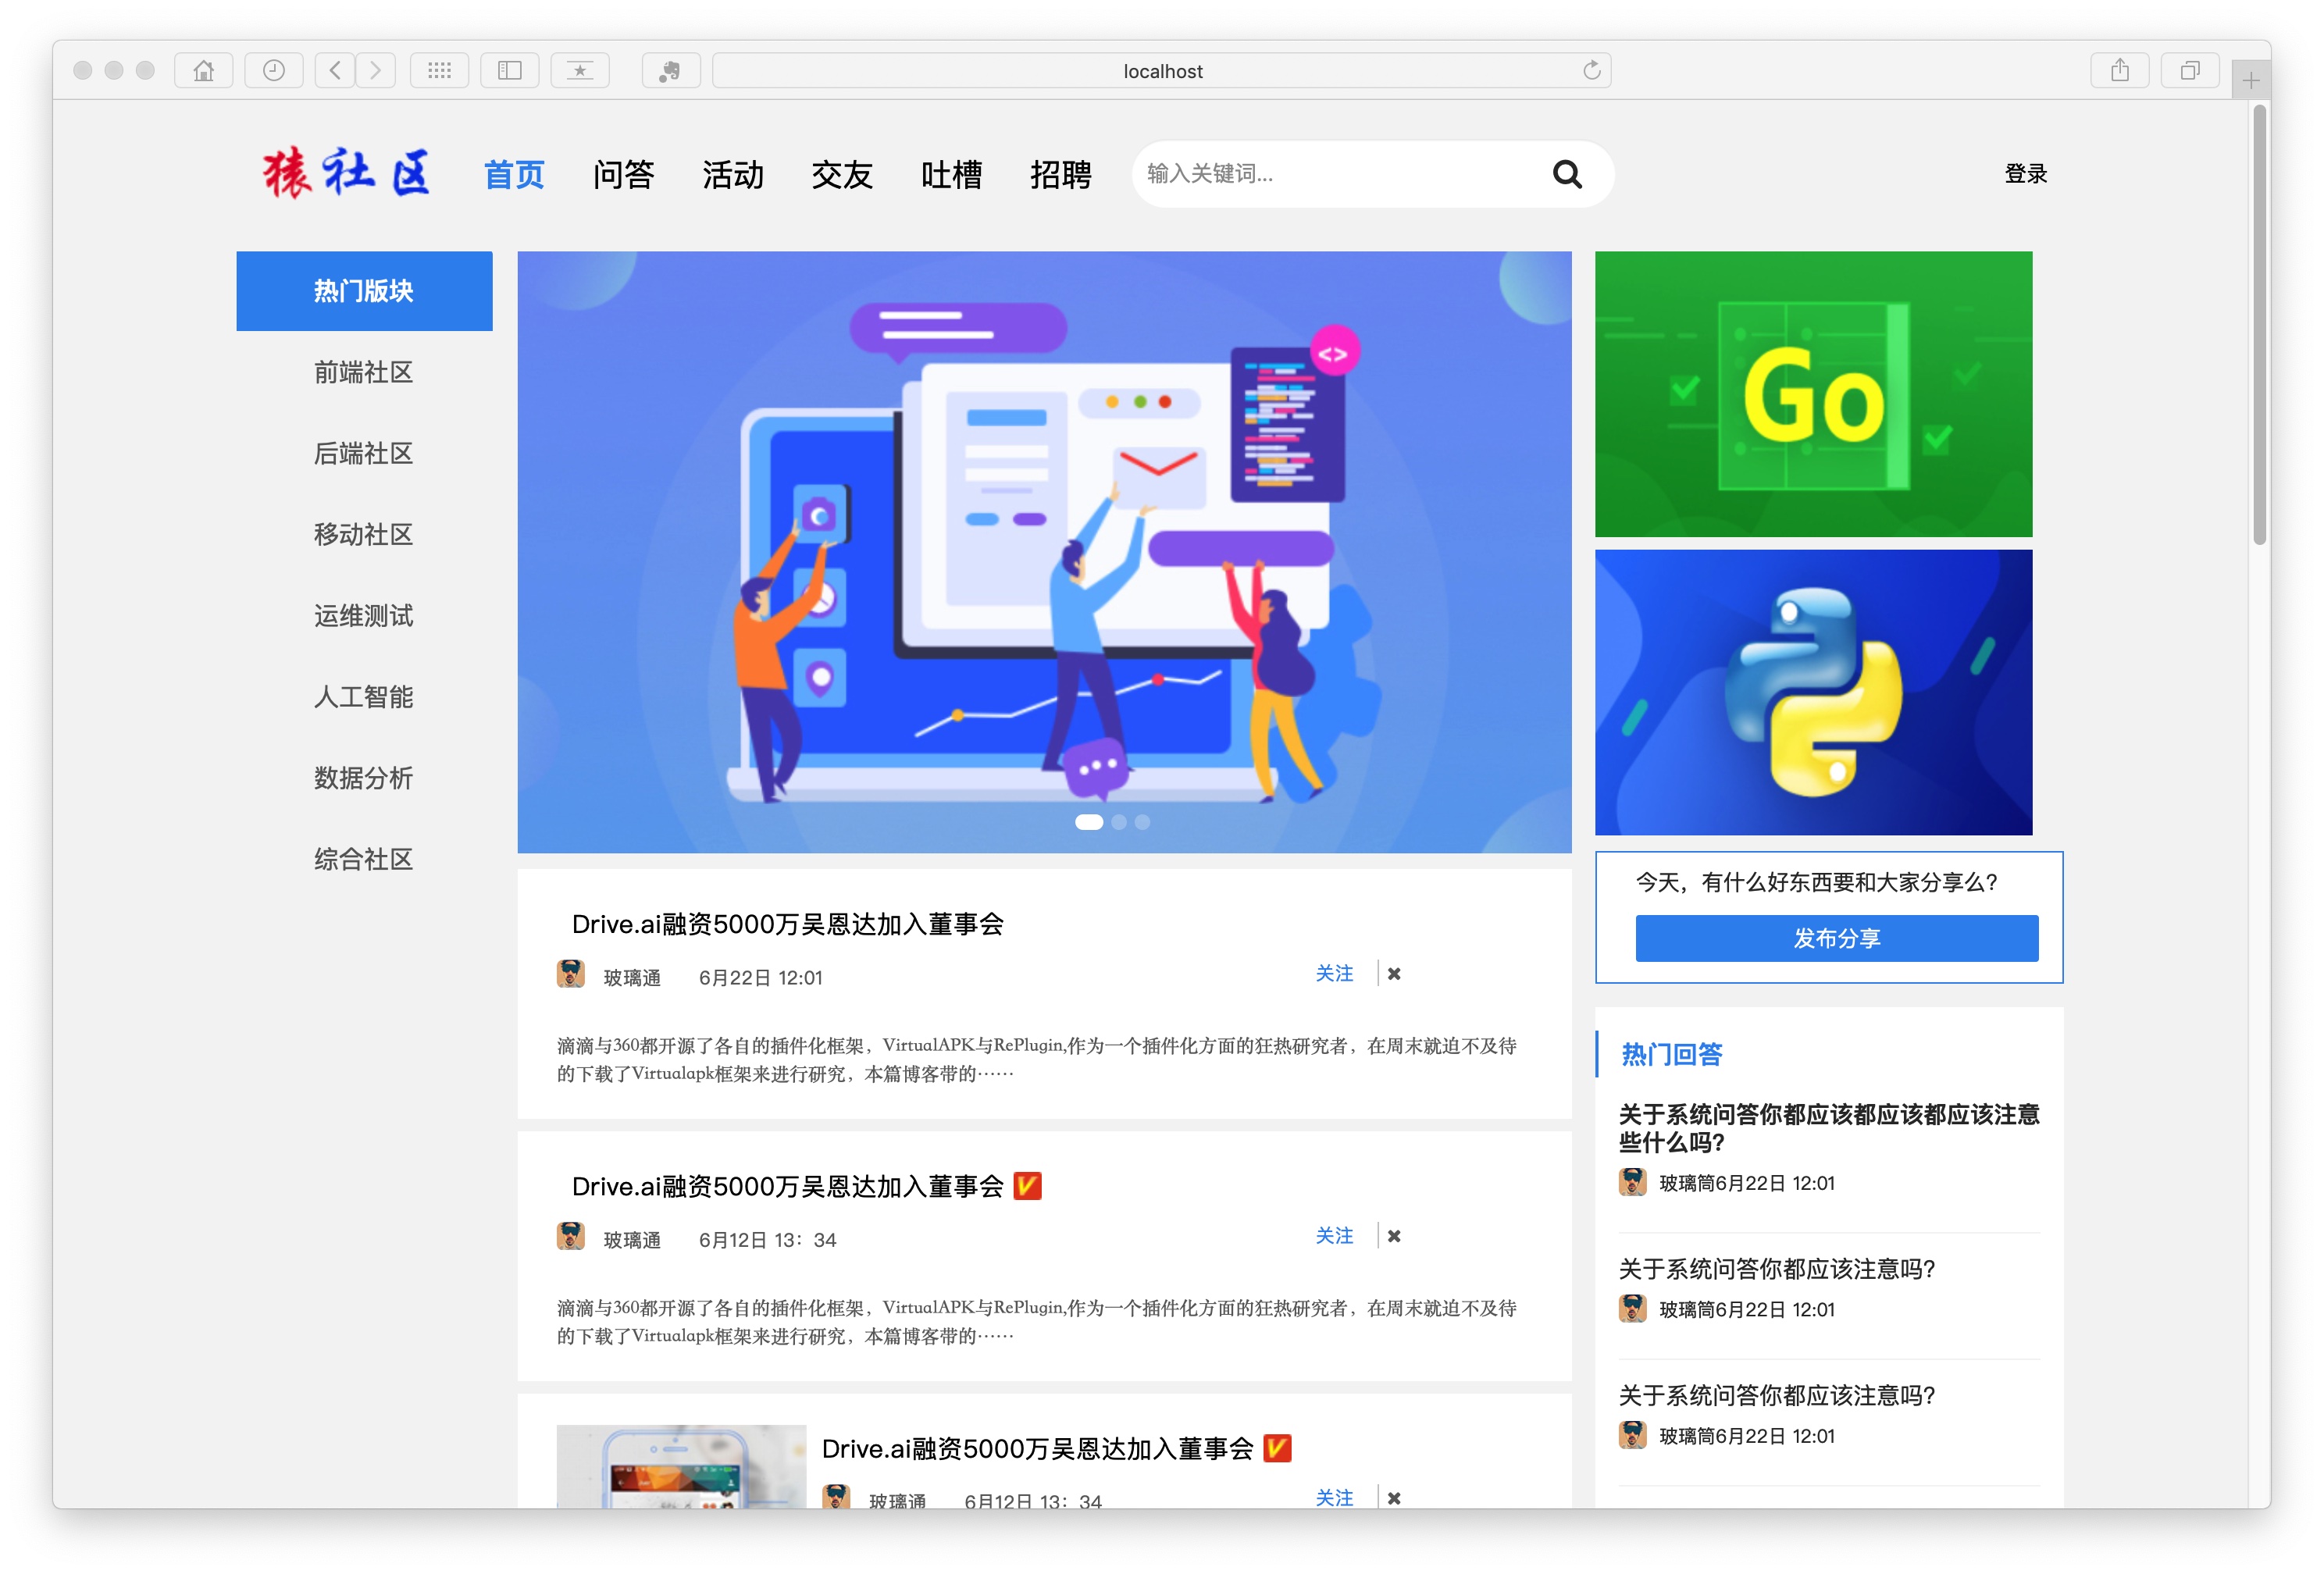 localhost
猿社区
首页 问答 活动 交友 吐槽 招聘
输入关键词...
登录
热门版块
前端社区
后端社区
移动社区
运维测试
人工智能
数据分析
综合社区
<>
Go
今天，有什么好东西要和大家分享么?
发布分享
Drive.ai融资5000万吴恩达加入董事会
玻璃通 6月22日 12:01 关注
滴滴与360都开源了各自的插件化框架，VirtualAPK与RePlugin,作为一个插件化方面的狂热研究者，在周末就迫不及待
的下载了Virtualapk框架来进行研究，本篇博客带的……
Drive.ai融资5000万吴恩达加入董事会 V
玻璃通 6月12日 13：34 关注
滴滴与360都开源了各自的插件化框架，VirtualAPK与RePlugin,作为一个插件化方面的狂热研究者，在周末就迫不及待
的下载了Virtualapk框架来进行研究，本篇博客带的……
Drive.ai融资5000万吴恩达加入董事会 V
玻璃通 6月12日 13：34 关注
热门回答
关于系统问答你都应该都应该都应该注意
些什么吗?
玻璃筒6月22日 12:01
关于系统问答你都应该注意吗?
玻璃筒6月22日 12:01
关于系统问答你都应该注意吗?
玻璃筒6月22日 12:01